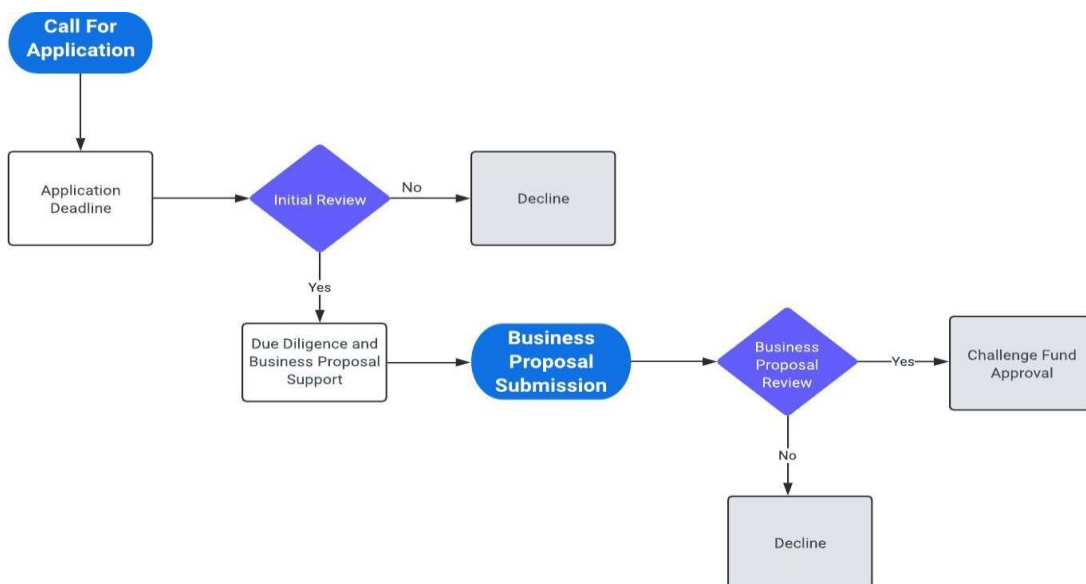 Call For
Application
Application
Deadline
Initial Review
No
Decline
Yes
Due Diligence and
Business Proposal
Support
Business
Proposal
Submission
Business
Proposal
Review
Yes
Challenge Fund
Approval
No
Decline